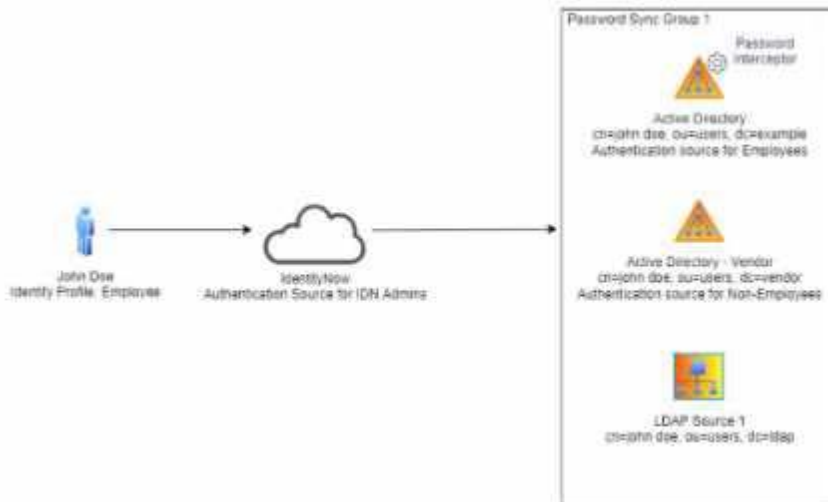 Password Sync Group 1
Password
Interceptor
Active Directory
cn=john doe, ou=users, dc=example
Authentication source for Employees
John Doe
Identity Profile: Employee
IdentityNow
Authentication Source for IDN Admins
Active Directory - Vendor
cn=john doe, ou=users, dc=vendor
Authentication source for Non-Employees
LDAP Source 1
cn=john doe, ou=users, dc=ldap